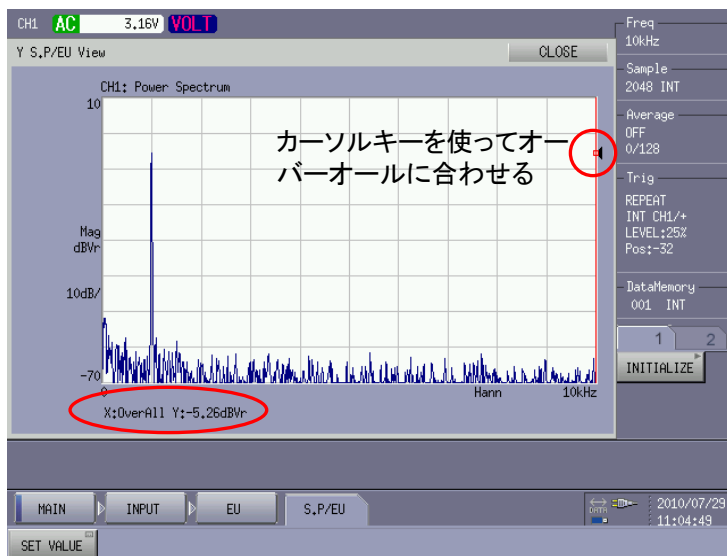 CH1 AC 3.16V VOLT
Y S.P/EU View
CLOSE
CH1: Power Spectrum
10
カーソルキーを使ってオー
バーオールに合わせる
Mag
dBVr
10dB/
-70
0
Hann
10kHz
X:OverAll Y:-5.26dBVr
Freq
10kHz
Sample
2048 INT
Average
OFF
0/128
Trig
REPEAT
INT CH1/+
LEVEL:25%
Pos:-32
DataMemory
001 INT
1 2
INITIALIZE
MAIN INPUT EU S.P/EU
DATA
2010/07/29
11:04:49
SET VALUE